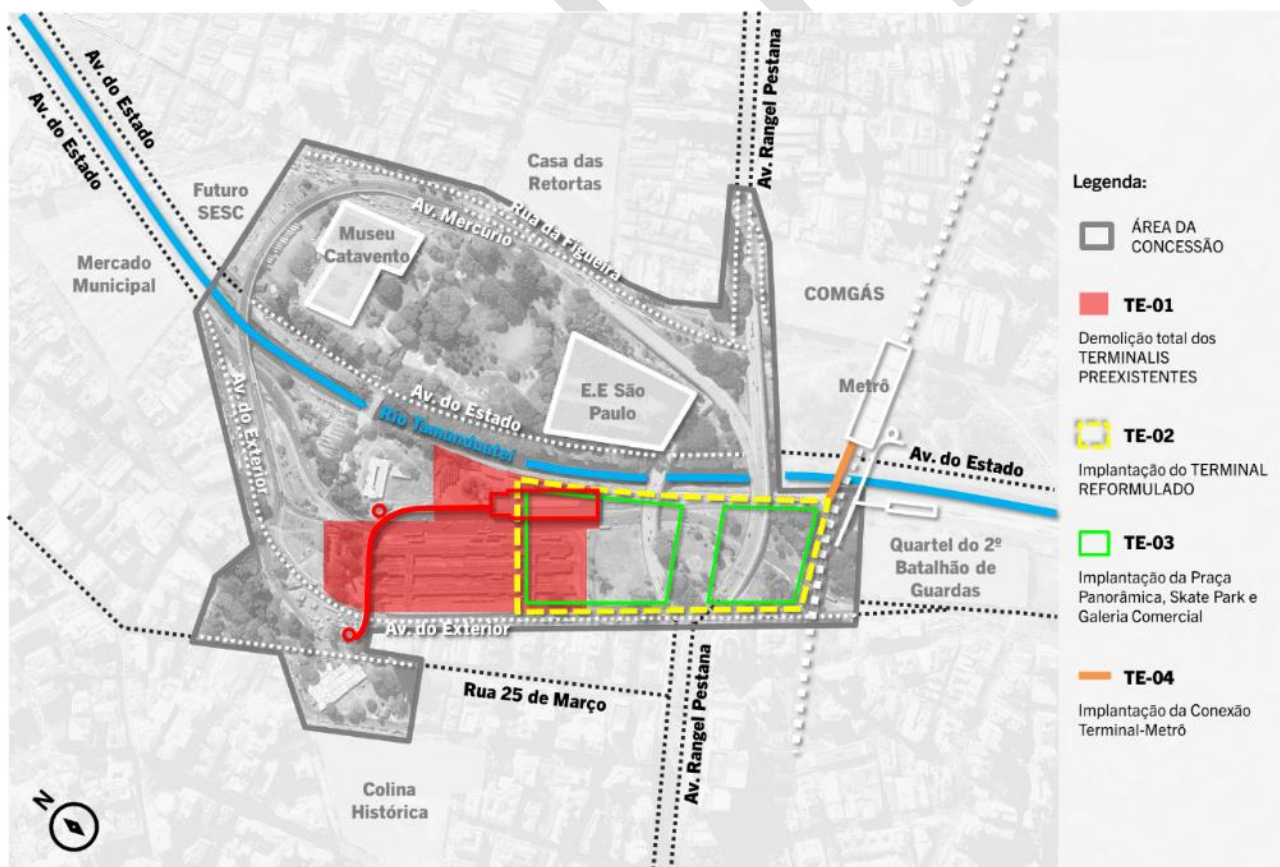 Av. do Estado
Av. do Estado
Av. Rangel Pestana
Casa das
Retortas
Futuro
SESC
Av. Mercúrio
Rua da Figueira
Museu
Catavento
Mercado
Municipal
COMGÁS
Metrô
E.E São
Paulo
Av. do Estado
Rio Tamanduateí
Av. do Estado
Av. do Exterior
Quartel do 2º
Batalhão de
Guardas
Av. do Exterior
Rua 25 de Março
Av. Rangel Pestana
Colina
Histórica
N
Legenda:
ÁREA DA
CONCESSÃO
TE-01
Demolição total dos
TERMINALIS
PREEXISTENTES
TE-02
Implantação do TERMINAL
REFORMULADO
TE-03
Implantação da Praça
Panorâmica, Skate Park e
Galeria Comercial
TE-04
Implantação da Conexão
Terminal-Metrô